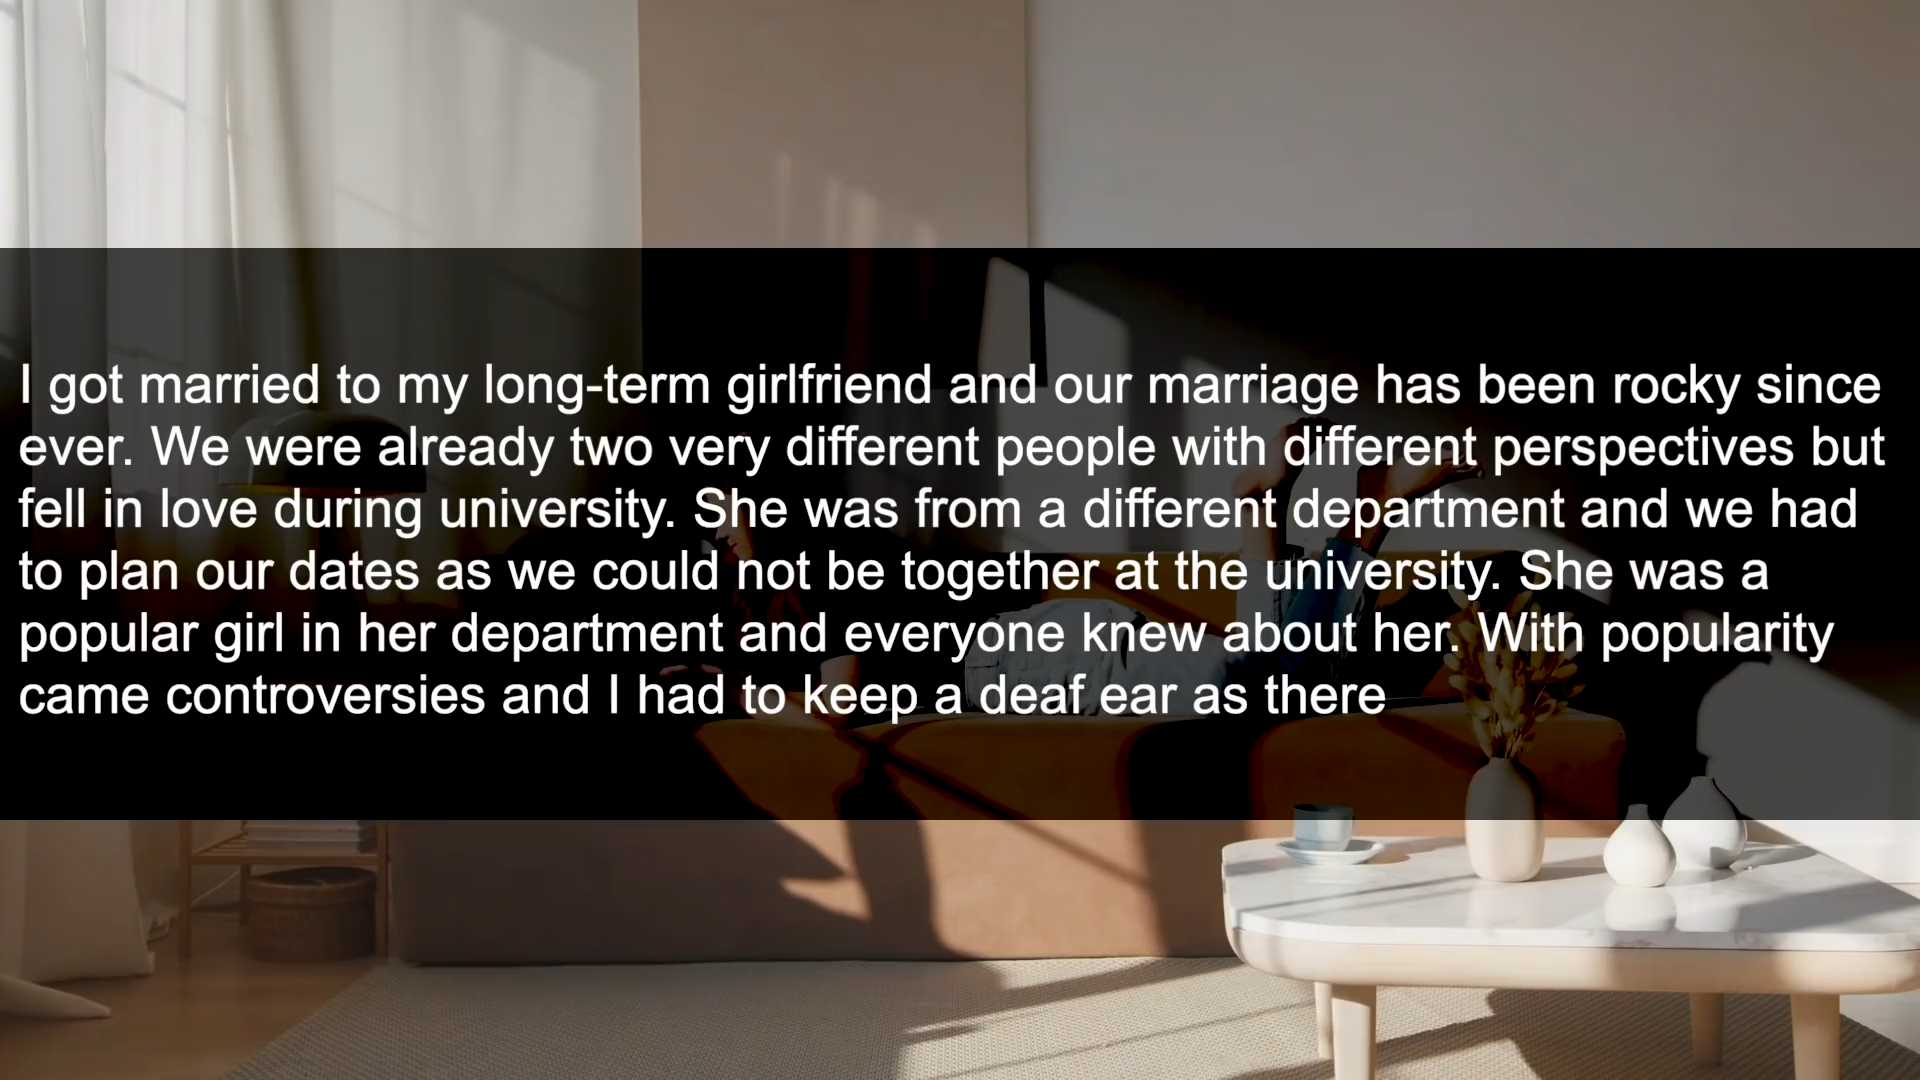 I got married to my long-term girlfriend and our marriage has been rocky since
ever. We were already two very different people with different perspectives but
fell in love during university. She was from a different department and we had
to plan our dates as we could not be together at the university. She was a
popular girl in her department and everyone knew about her. With popularity
came controversies and I had to keep a deaf ear as there